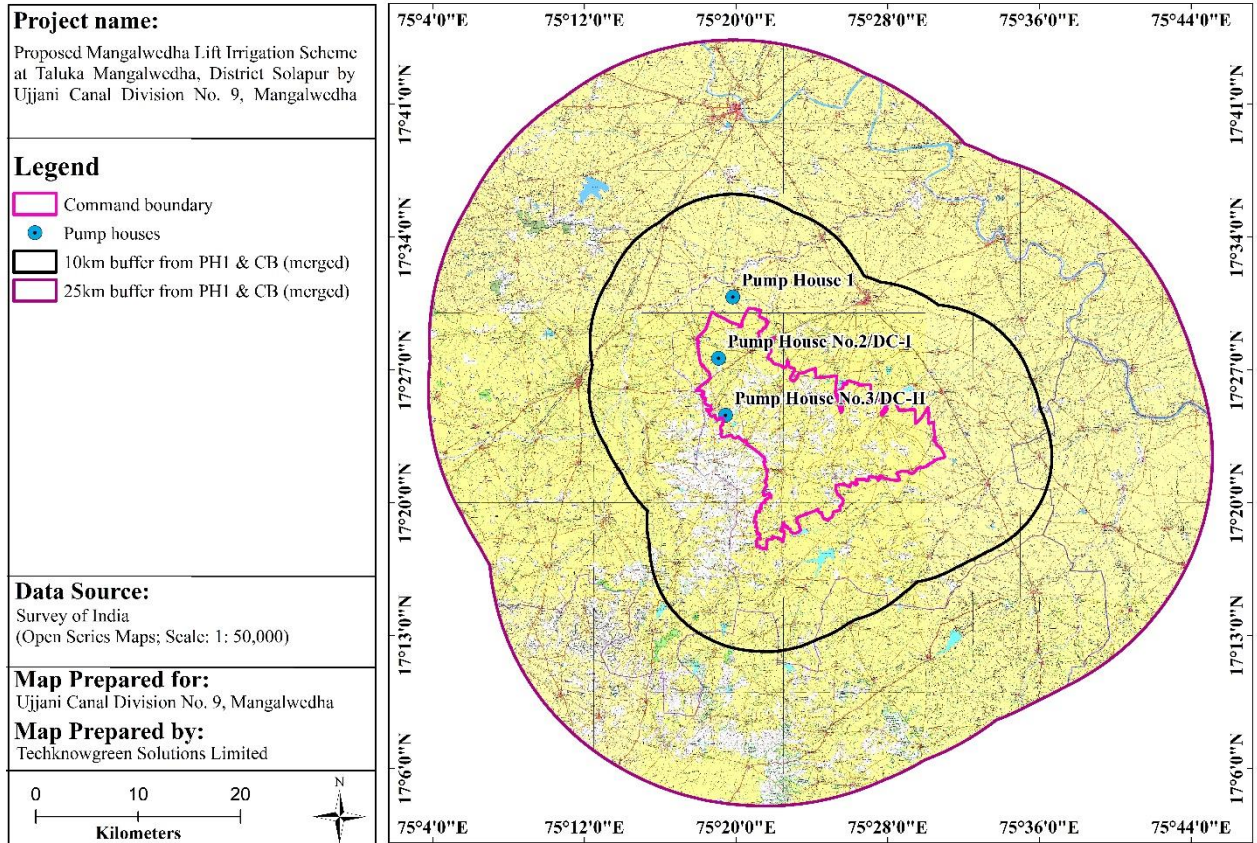 Project name:
Proposed Mangalwedha Lift Irrigation Scheme
at Taluka Mangalwedha, District Solapur by
Ujjani Canal Division No. 9, Mangalwedha
Legend
Command boundary
Pump houses
10km buffer from PH1 & CB (merged)
25km buffer from PH1 & CB (merged)
Data Source:
Survey of India
(Open Series Maps; Scale: 1: 50,000)
Map Prepared for:
Ujjani Canal Division No. 9, Mangalwedha
Map Prepared by:
Techknowgreen Solutions Limited
0 10 20
Kilometers
N
75°4'0"E 75°12'0"E 75°20'0"E 75°28'0"E 75°36'0"E 75°44'0"E
17°41'0"N 17°41'0"N
17°34'0"N 17°34'0"N
Pump House 1
Pump House No.2/DC-I
17°27'0"N 17°27'0"N
Pump House No.3/DC-II
17°20'0"N 17°20'0"N
17°13'0"N 17°13'0"N
17°6'0"N 17°6'0"N
75°4'0"E 75°12'0"E 75°20'0"E 75°28'0"E 75°36'0"E 75°44'0"E